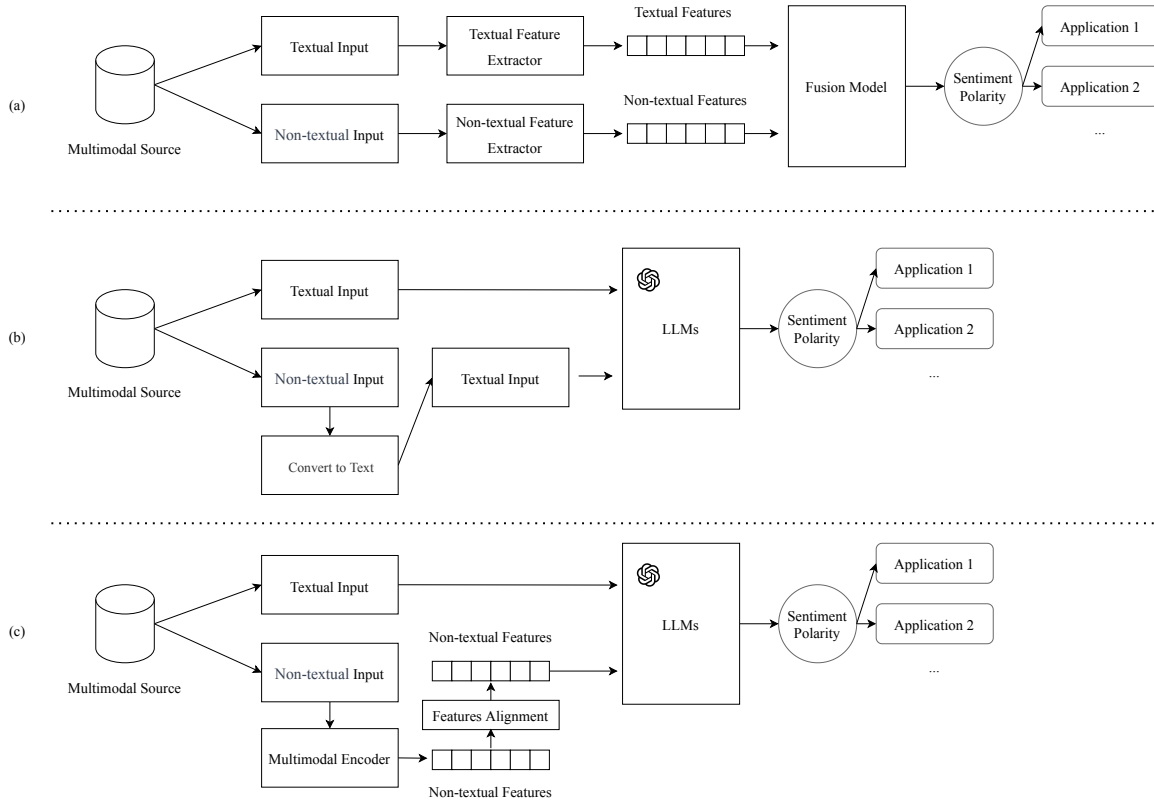 (a)
Multimodal Source
Textual Input
Non-textual Input
Textual Feature
Extractor
Non-textual Feature
Extractor
Textual Features
Non-textual Features
Fusion Model
Sentiment
Polarity
Application 1
Application 2
...
(b)
Multimodal Source
Textual Input
Non-textual Input
Convert to Text
Textual Input
LLMs
Sentiment
Polarity
Application 1
Application 2
...
(c)
Multimodal Source
Textual Input
Non-textual Input
Multimodal Encoder
Non-textual Features
Features Alignment
Non-textual Features
LLMs
Sentiment
Polarity
Application 1
Application 2
...